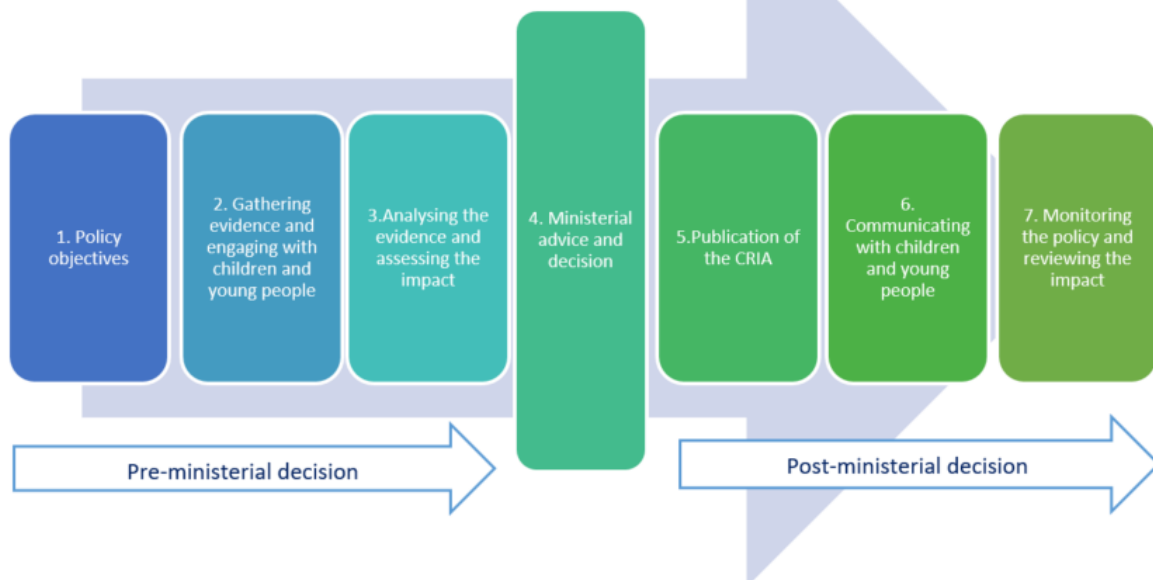 1. Policy
objectives
2. Gathering
evidence and
engaging with
children and
young people
3.Analysing the
evidence and
assessing the
impact
4. Ministerial
advice and
decision
5.Publication of
the CRIA
6.
Communicating
with children
and young
people
7. Monitoring
the policy and
reviewing the
impact
Pre-ministerial decision
Post-ministerial decision